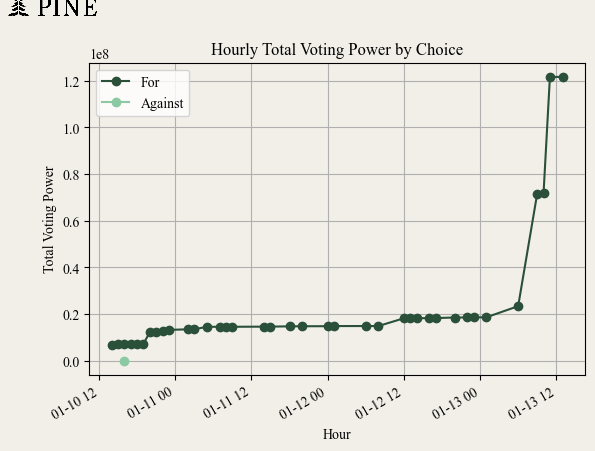 PINE
Hourly Total Voting Power by Choice
1e8
For
Against
1.2
1.0
0.8
0.6
0.4
0.2
0.0
Total Voting Power
01-10 12
01-11 00
01-11 12
01-12 00
01-12 12
01-13 00
01-13 12
Hour